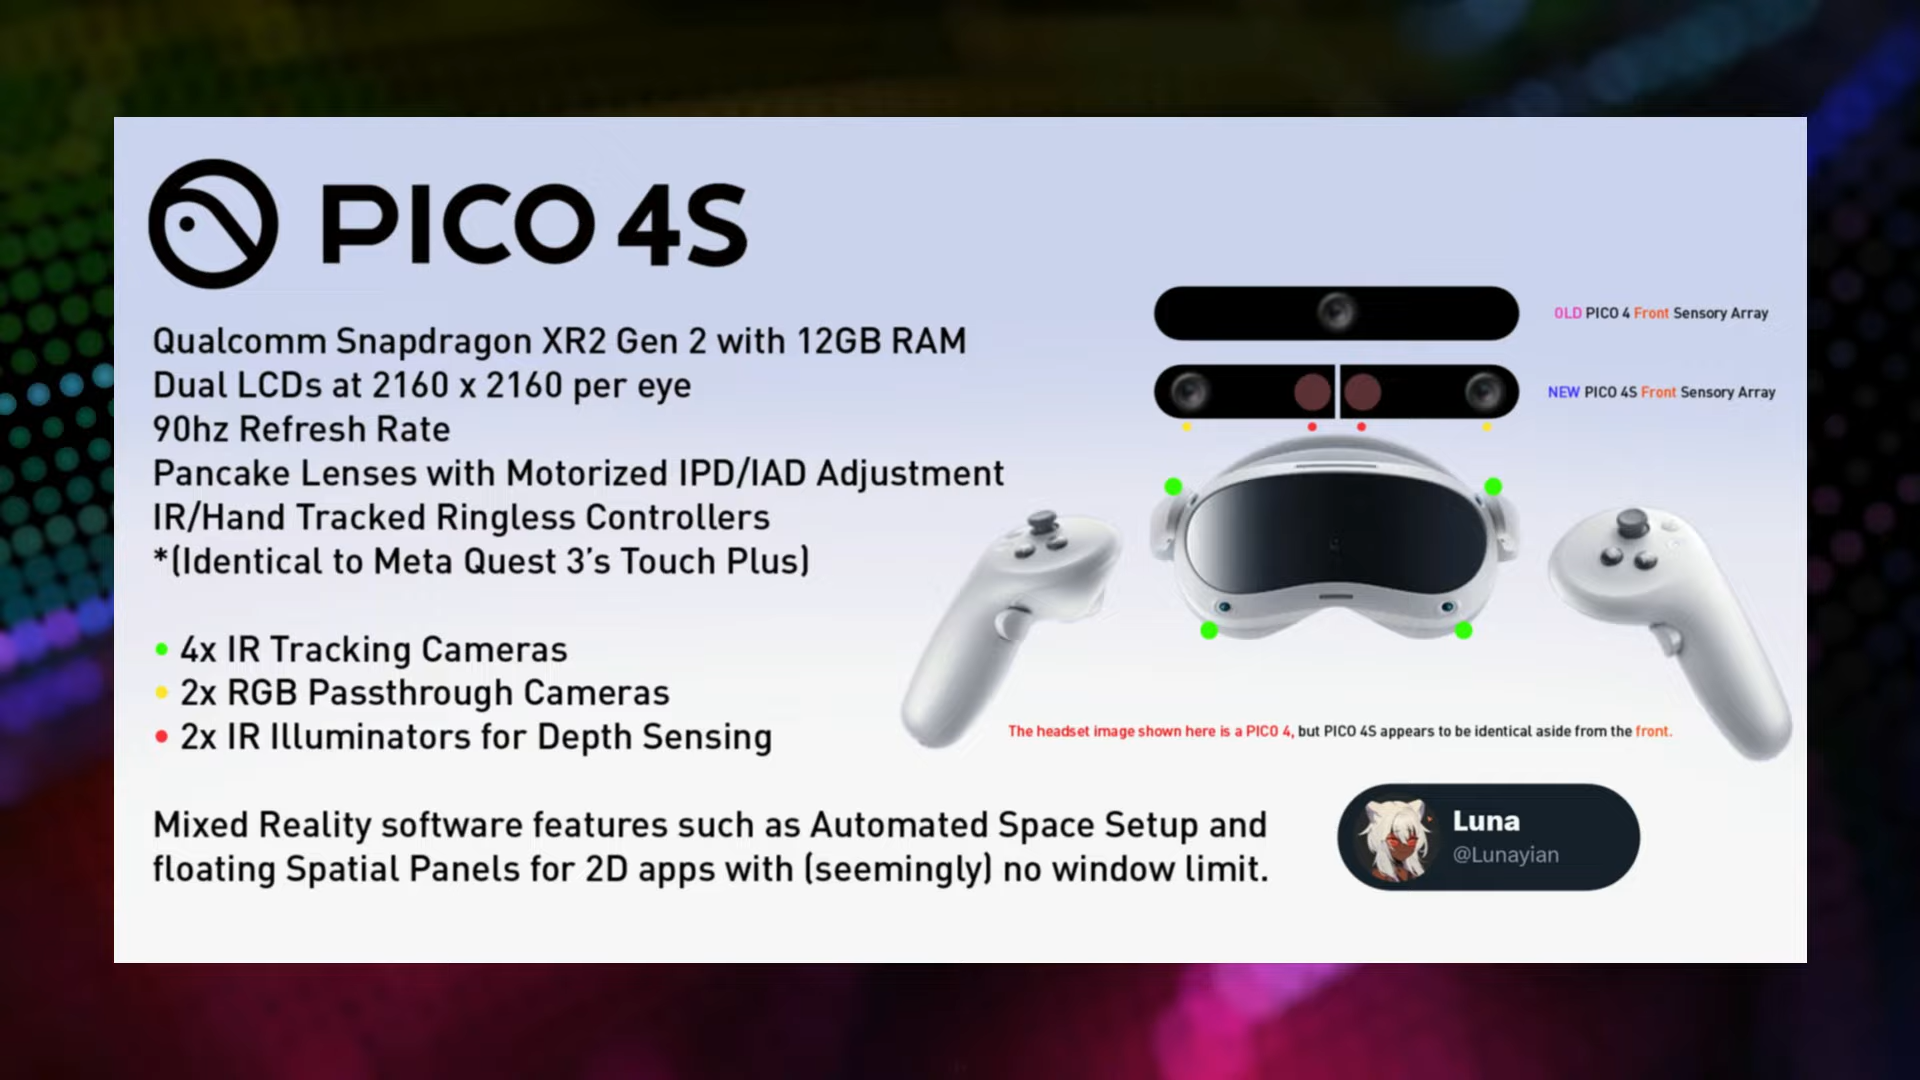 PICO 4S
Qualcomm Snapdragon XR2 Gen 2 with 12GB RAM
Dual LCDs at 2160 x 2160 per eye
90hz Refresh Rate
Pancake Lenses with Motorized IPD/IAD Adjustment
IR/Hand Tracked Ringless Controllers
*(Identical to Meta Quest 3's Touch Plus)
4x IR Tracking Cameras
2x RGB Passthrough Cameras
2x IR Illuminators for Depth Sensing
Mixed Reality software features such as Automated Space Setup and
floating Spatial Panels for 2D apps with (seemingly) no window limit.
OLD PICO 4 Front Sensory Array
NEW PICO 4S Front Sensory Array
The headset image shown here is a PICO 4, but PICO 4S appears to be identical aside from the front.
Luna
@Lunayian